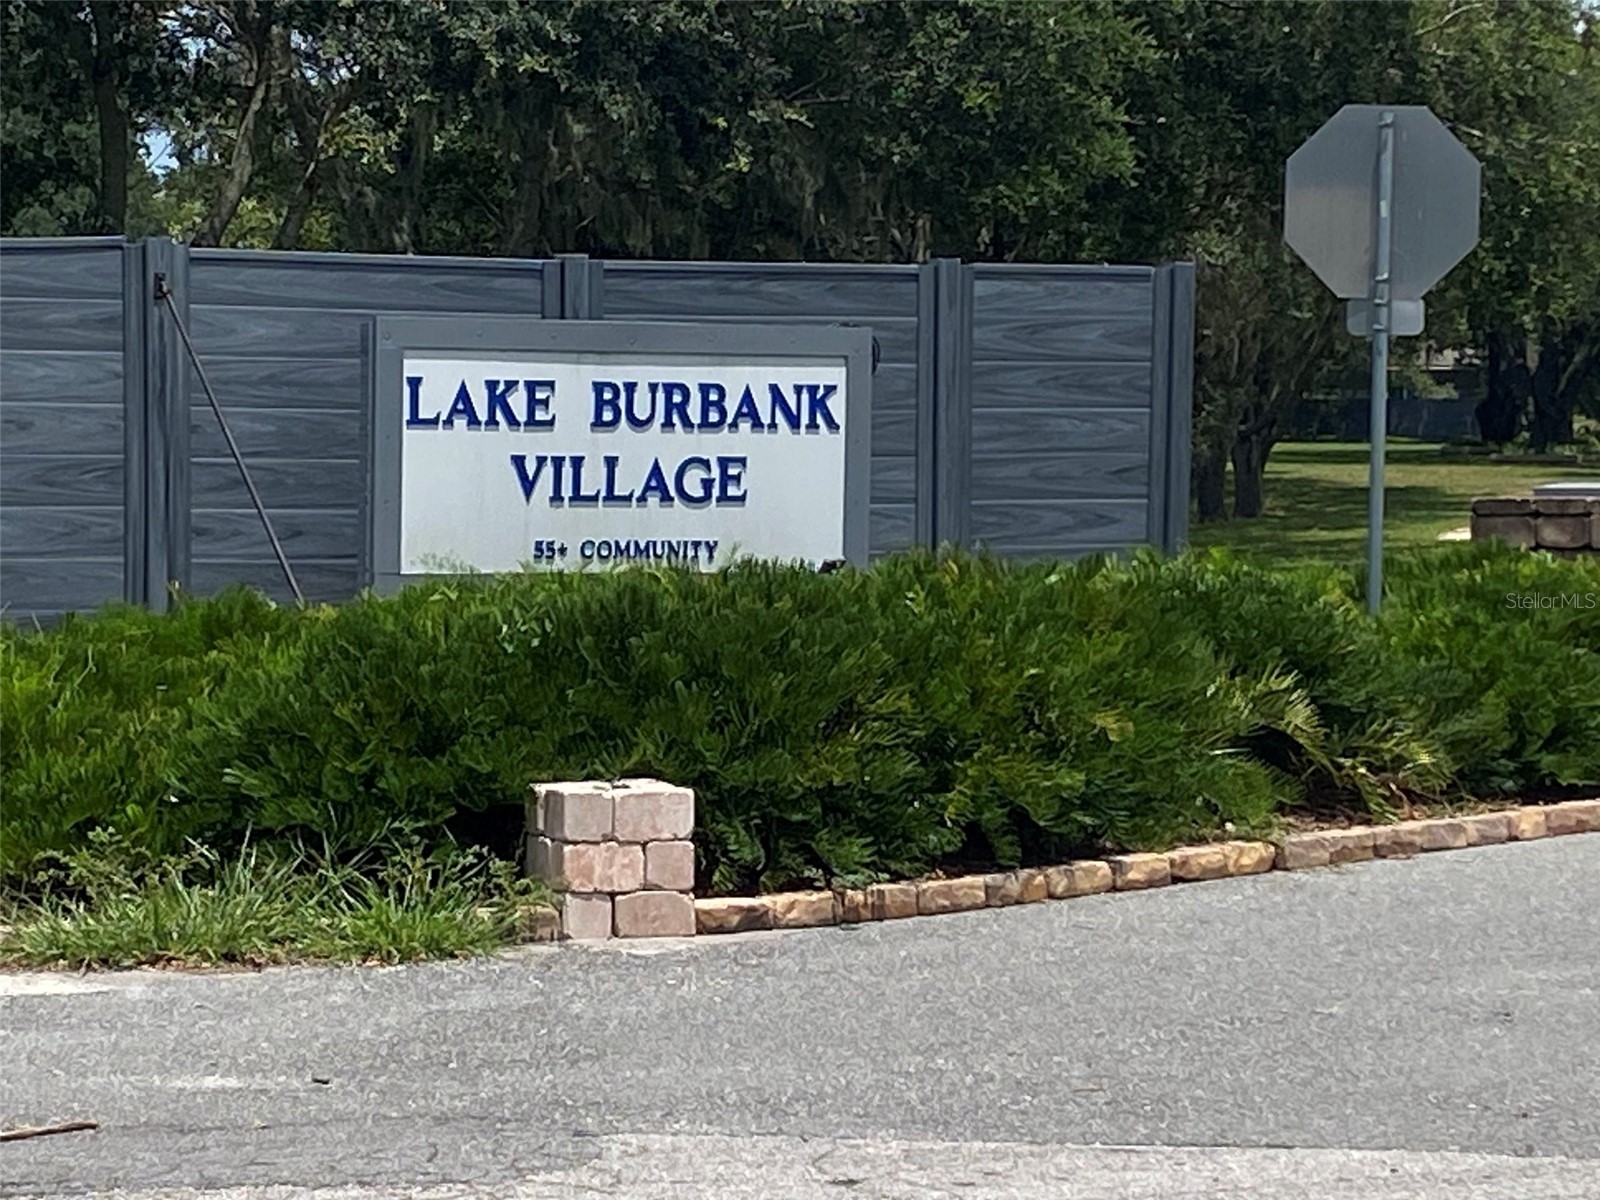 LAKE BURBANK
VILLAGE
55+ COMMUNITY
StellarMLS